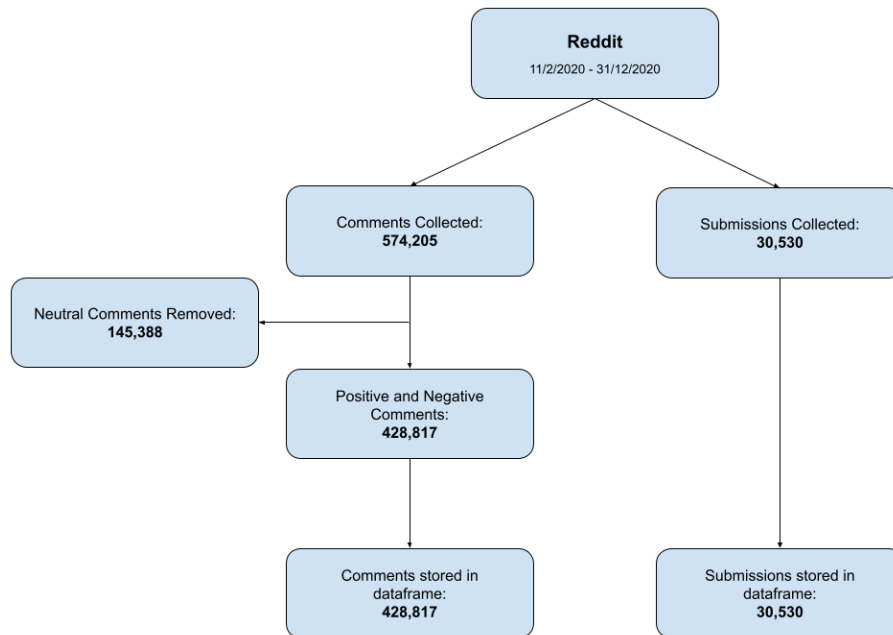 Reddit
11/2/2020 - 31/12/2020
Comments Collected:
574,205
Submissions Collected:
30,530
Neutral Comments Removed:
145,388
Positive and Negative
Comments:
428,817
Comments stored in
dataframe:
428,817
Submissions stored in
dataframe:
30,530